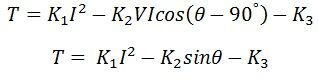 T = K₁I² − K₂VIcos(θ − 90°) − K₃
T = K₁I² − K₂sinθ − K₃